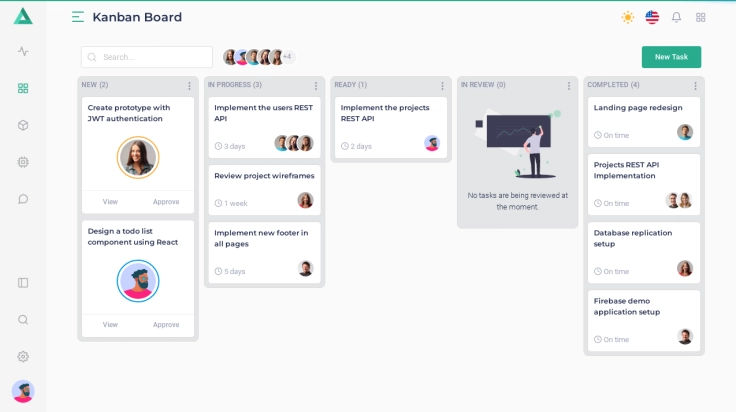 Kanban Board
Search...
+4
New Task
NEW (2)
Create prototype with
JWT authentication
View
Approve
Design a todo list
component using React
View
Approve
IN PROGRESS (3)
Implement the users REST
API
3 days
Review project wireframes
1 week
Implement new footer in
all pages
5 days
READY (1)
Implement the projects
REST API
2 days
IN REVIEW (0)
No tasks are being reviewed at
the moment.
COMPLETED (4)
Landing page redesign
On time
Projects REST API
Implementation
On time
Database replication
setup
On time
Firebase demo
application setup
On time